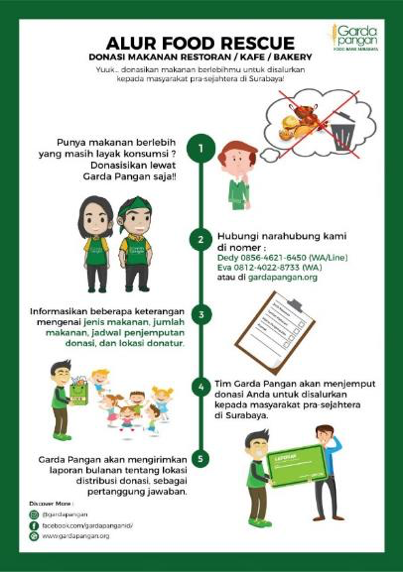 Garda
pangan
FOOD BANK SURABAYA
ALUR FOOD RESCUE
DONASI MAKANAN RESTORAN / KAFE / BAKERY
Yuuk... donasikan makanan berlebihmu untuk disalurkan
kepada masyarakat pra-sejahtera di Surabaya!
1
Punya makanan berlebih
yang masih layak konsumsi ?
Donasisikan lewat
Garda Pangan saja!!
2
Hubungi narahubung kami
di nomer :
Dedy 0856-4621-6450 (WA/Line)
Eva 0812-4022-8733 (WA)
atau di gardapangan.org
3
Informasikan beberapa keterangan
mengenai jenis makanan, jumlah
makanan, jadwal penjemputan
donasi, dan lokasi donatur.
4
Tim Garda Pangan akan menjemput
donasi Anda untuk disalurkan
kepada masyarakat pra-sejahtera
di Surabaya.
5
Garda Pangan akan mengirimkan
laporan bulanan tentang lokasi
distribusi donasi, sebagai
pertanggung jawaban.
LAPORAN
Discover More :
@gardapangan
facebook.com/gardapanganid/
www.gardapangan.org